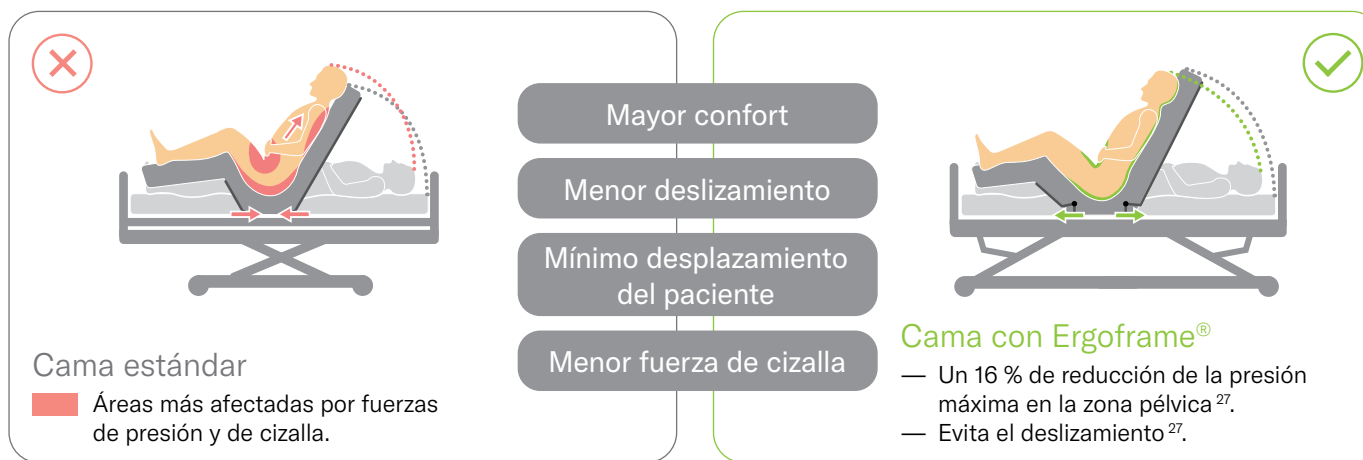 Mayor confort
Menor deslizamiento
Mínimo desplazamiento
del paciente
Menor fuerza de cizalla
Cama estándar
Áreas más afectadas por fuerzas
de presión y de cizalla.
Cama con Ergoframe®
— Un 16 % de reducción de la presión
máxima en la zona pélvica 27.
— Evita el deslizamiento 27.